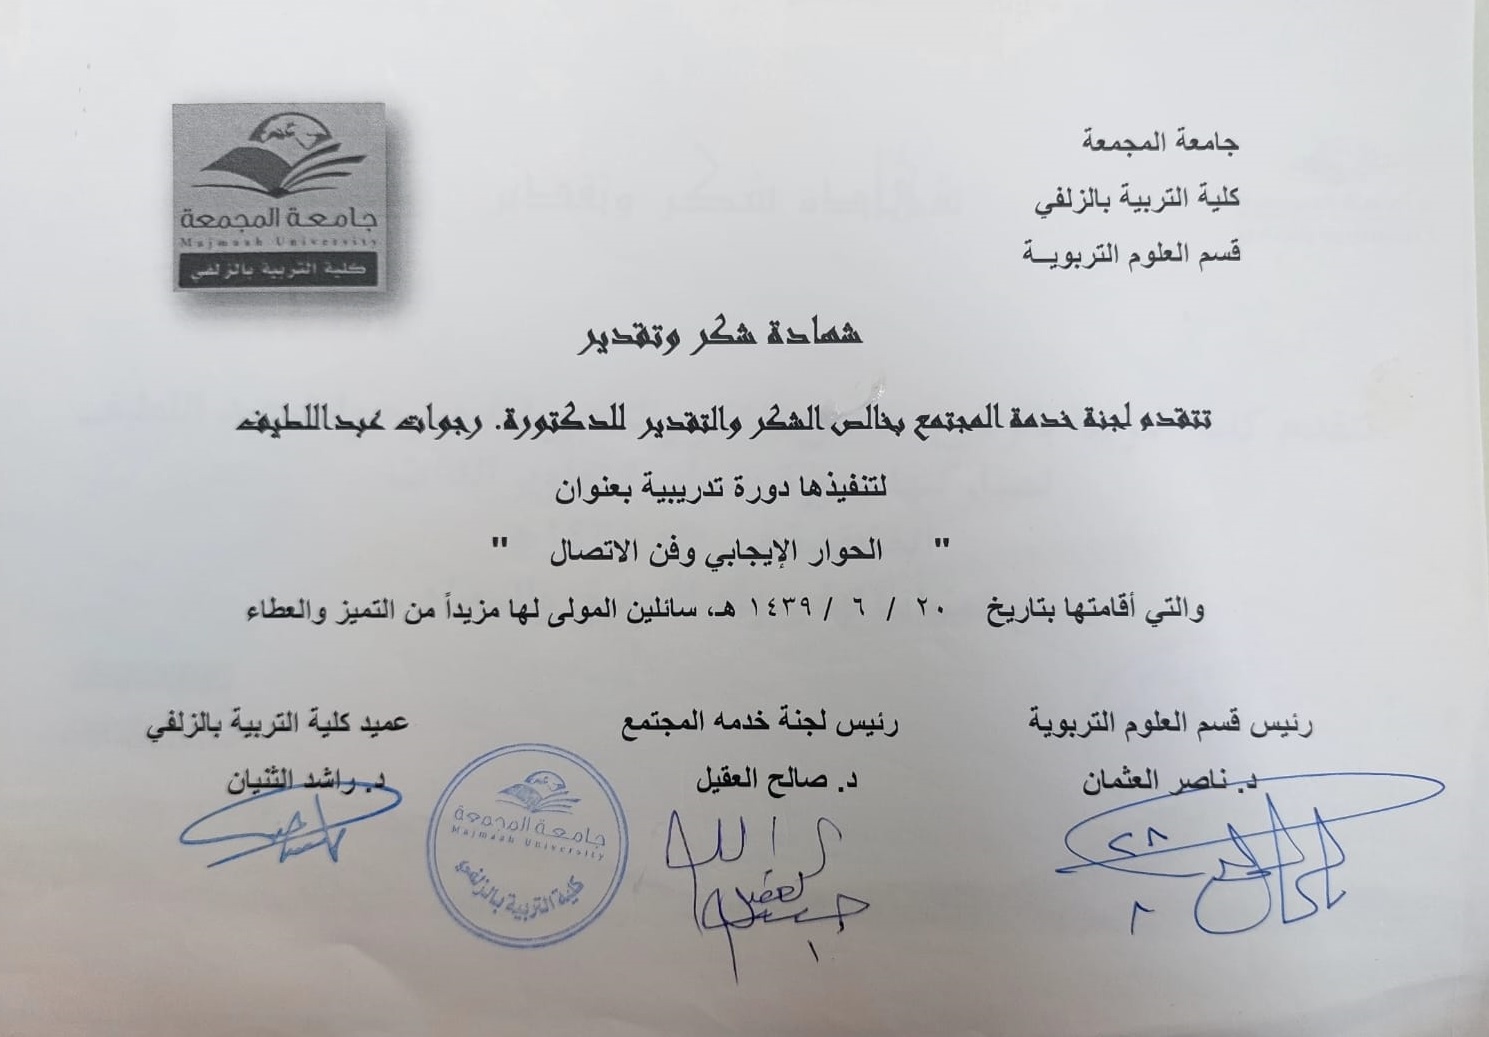 جامعة المجمعة
كلية التربية بالزلفي
قسم العلوم التربويــة
جامعة المجمعة
Majmaah University
كلية التربية بالزلفي
شهادة شكر وتقدير
تتقدم لجنة خدمة المجتمع بخالص الشكر والتقدير للدكتورة. رجوات عبداللطيف
لتنفيذها دورة تدريبية بعنوان
" الحوار الإيجابي وفن الاتصال "
والتي أقامتها بتاريخ ٢٠ / ٦ / ١٤٣٩ هـ، سائلين المولى لها مزيداً من التميز والعطاء
رئيس قسم العلوم التربوية
د. ناصر العثمان
رئيس لجنة خدمه المجتمع
د. صالح العقيل
عميد كلية التربية بالزلفي
د. راشد الثنيان
جامعة المجمعة
Majmaah University
كلية التربية بالزلفي